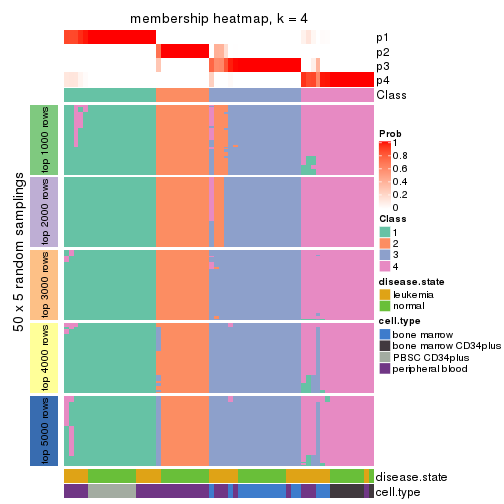 membership heatmap, k = 4
p1
p2
p3
p4
Class
50 x 5 random samplings
top 1000 rows
top 2000 rows
top 3000 rows
top 4000 rows
top 5000 rows
disease.state
cell.type
Prob
1
0.8
0.6
0.4
0.2
0
Class
1
2
3
4
disease.state
leukemia
normal
cell.type
bone marrow
bone marrow CD34plus
PBSC CD34plus
peripheral blood